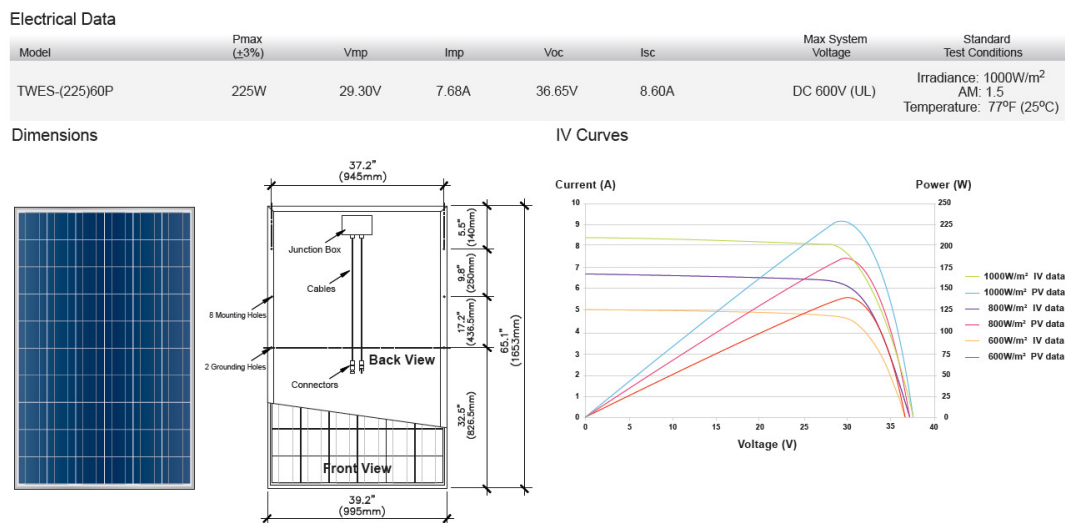 Electrical Data
Model Pmax (±3%) Vmp Imp Voc Isc Max System Voltage Standard Test Conditions
TWES-(225)60P 225W 29.30V 7.68A 36.65V 8.60A DC 600V (UL) Irradiance: 1000W/m² AM: 1.5 Temperature: 77ºF (25ºC)
Dimensions
37.2"
(945mm)
Junction Box
Cables
8 Mounting Holes
2 Grounding Holes
Back View
Connectors
Front View
39.2"
(995mm)
5.5"
(140mm)
9.8"
(250mm)
17.2"
(436.5mm)
32.5"
(826.5mm)
65.1"
(1653mm)
IV Curves
Current (A)
Power (W)
10
9
8
7
6
5
4
3
2
1
0
250
225
200
175
150
125
100
75
50
25
0
0 5 10 15 20 25 30 35 40
Voltage (V)
1000W/m² IV data
1000W/m² PV data
800W/m² IV data
800W/m² PV data
600W/m² IV data
600W/m² PV data